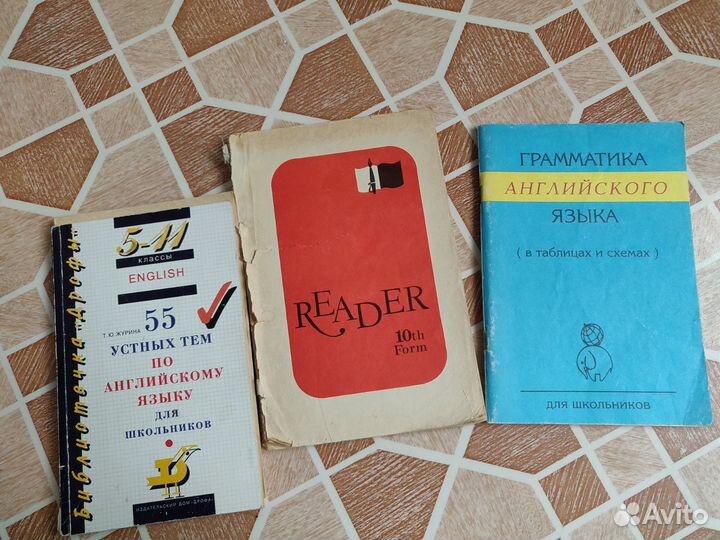 Библиотечка "Дрофы"
5-11
классы
ENGLISH
Т.Ю.ЖУРИНА
55
УСТНЫХ ТЕМ
ПО
АНГЛИЙСКОМУ
ЯЗЫКУ
ДЛЯ
ШКОЛЬНИКОВ
ИЗДАТЕЛЬСКИЙ ДОМ «ДРОФА»
READER
10th
Form
ГРАММАТИКА
АНГЛИЙСКОГО
ЯЗЫКА
( в таблицах и схемах )
ДЛЯ ШКОЛЬНИКОВ
Avito